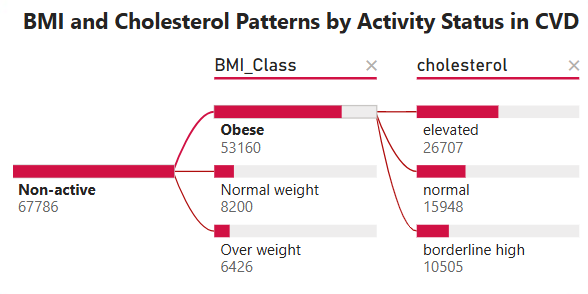 BMI and Cholesterol Patterns by Activity Status in CVD
BMI_Class
cholesterol
Non-active
67786
Obese
53160
Normal weight
8200
Over weight
6426
elevated
26707
normal
15948
borderline high
10505